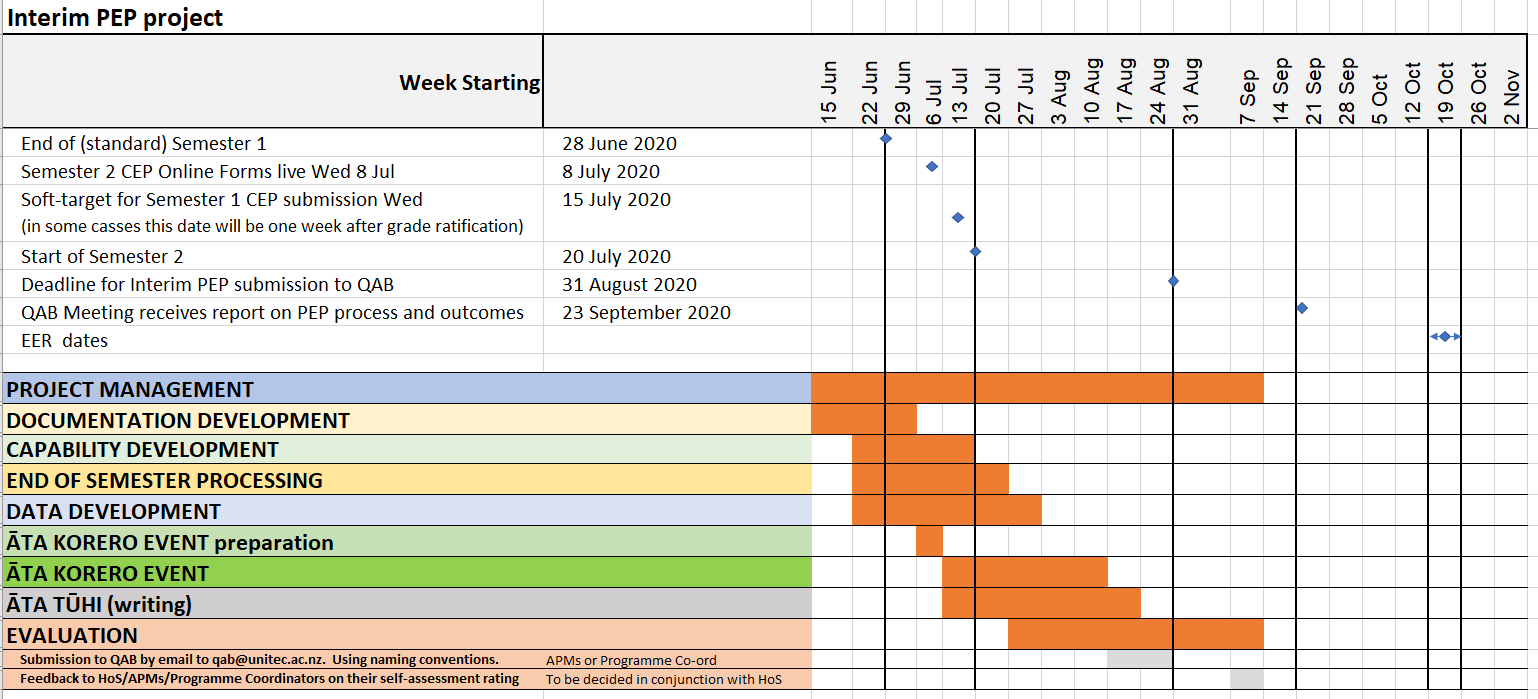 Interim PEP project
Week Starting 15 Jun 22 Jun 29 Jun 6 Jul 13 Jul 20 Jul 27 Jul 3 Aug 10 Aug 17 Aug 24 Aug 31 Aug 7 Sep 14 Sep 21 Sep 28 Sep 5 Oct 12 Oct 19 Oct 26 Oct 2 Nov
End of (standard) Semester 1 28 June 2020
Semester 2 CEP Online Forms live Wed 8 Jul 8 July 2020
Soft-target for Semester 1 CEP submission Wed 15 July 2020
(in some casses this date will be one week after grade ratification)
Start of Semester 2 20 July 2020
Deadline for Interim PEP submission to QAB 31 August 2020
QAB Meeting receives report on PEP process and outcomes 23 September 2020
EER dates
PROJECT MANAGEMENT
DOCUMENTATION DEVELOPMENT
CAPABILITY DEVELOPMENT
END OF SEMESTER PROCESSING
DATA DEVELOPMENT
ĀTA KORERO EVENT preparation
ĀTA KORERO EVENT
ĀTA TŪHI (writing)
EVALUATION
Submission to QAB by email to qab@unitec.ac.nz. Using naming conventions. APMs or Programme Co-ord
Feedback to HoS/APMs/Programme Coordinators on their self-assessment rating To be decided in conjunction with HoS